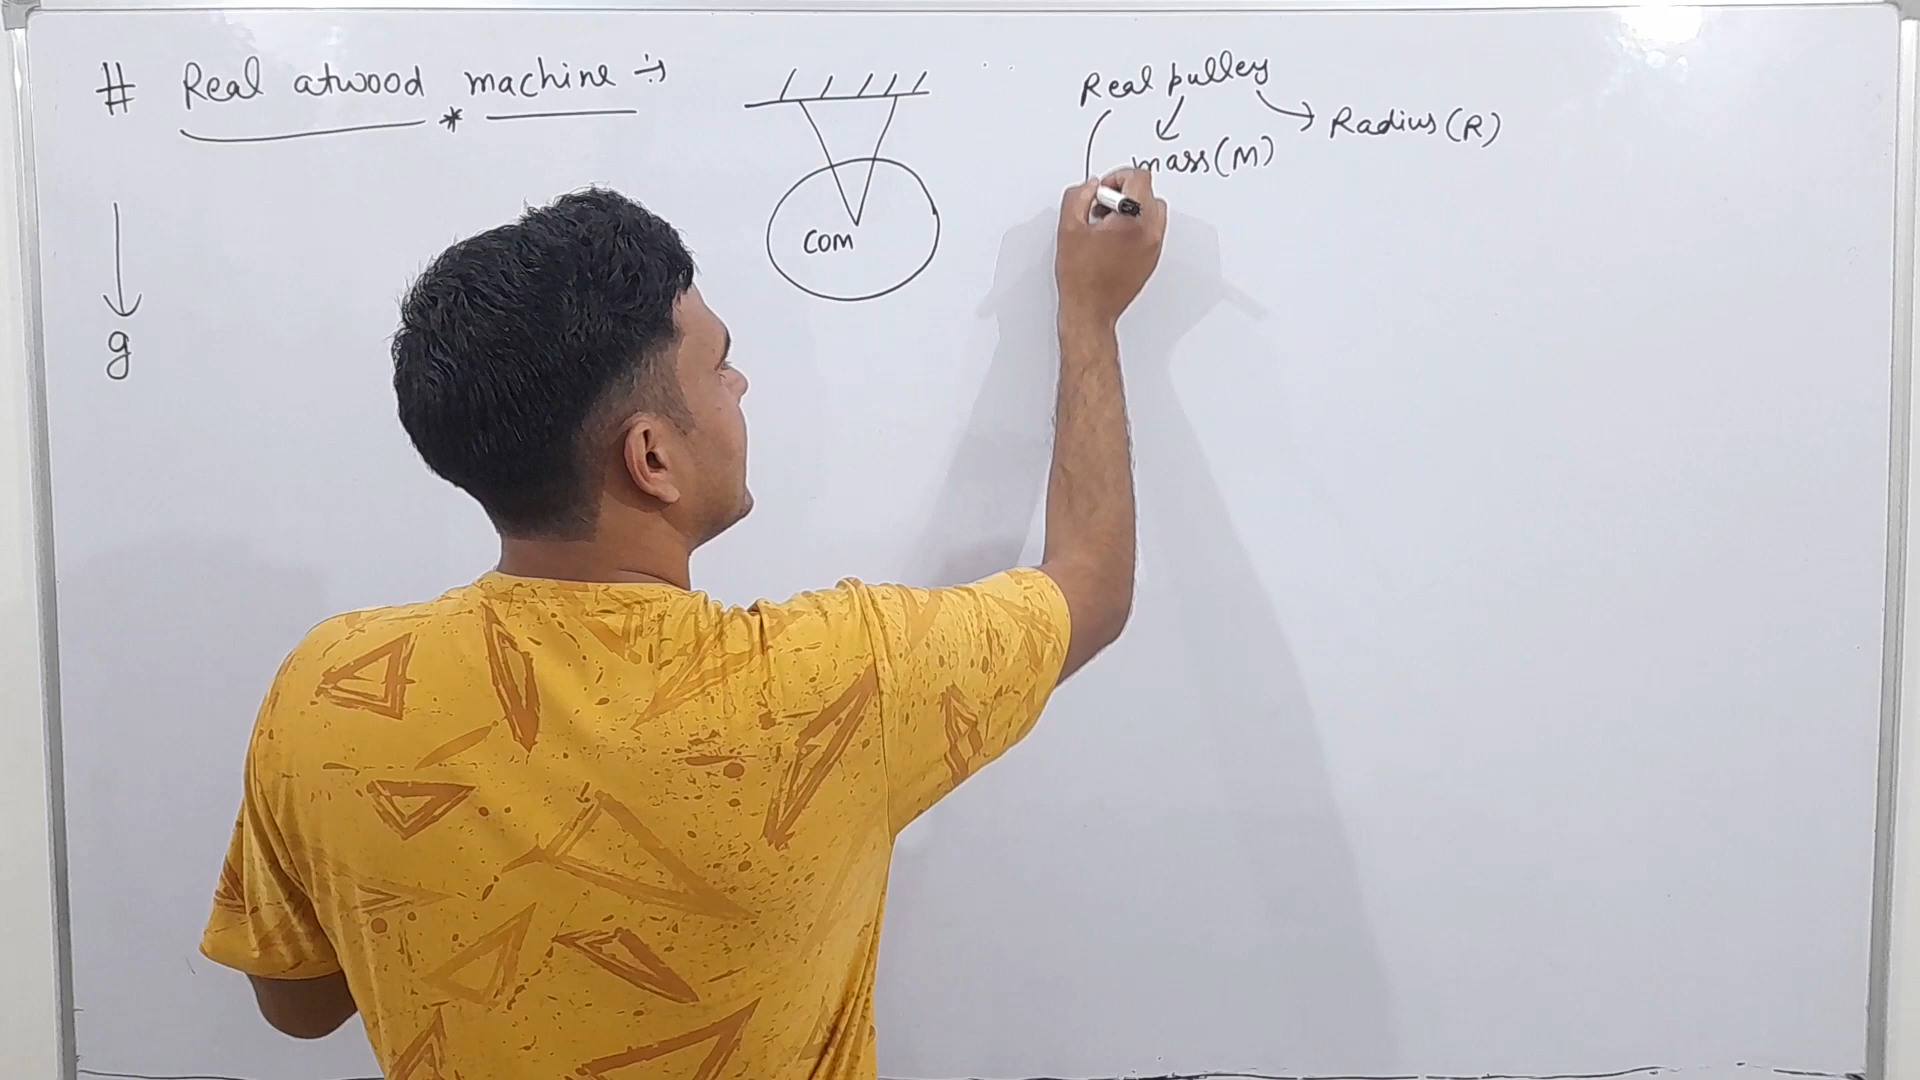 # Real atwood machine :-
*
Real pulley
Radius (R)
mass (M)
COM
g